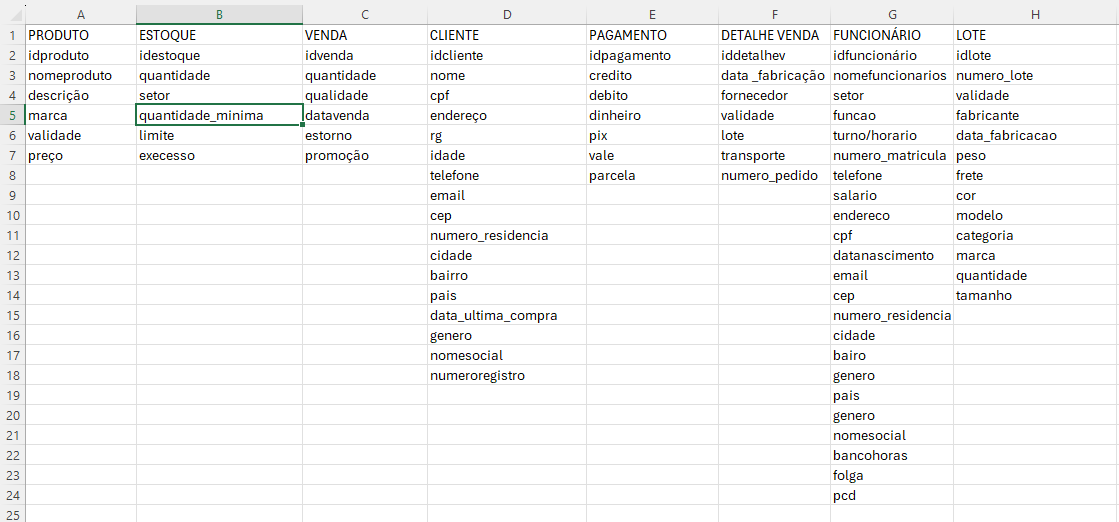 A B C D E F G H
1 PRODUTO ESTOQUE VENDA CLIENTE PAGAMENTO DETALHE VENDA FUNCIONÁRIO LOTE
2 idproduto idestoque idvenda idcliente idpagamento iddetalhev idfuncionário idlote
3 nomeproduto quantidade quantidade nome credito data _fabricação nomefuncionarios numero_lote
4 descrição setor qualidade cpf debito fornecedor setor validade
5 marca quantidade_minima datavenda endereço dinheiro validade funcao fabricante
6 validade limite estorno rg pix lote turno/horario data_fabricacao
7 preço execesso promoção idade vale transporte numero_matricula peso
8 telefone parcela numero_pedido telefone frete
9 email salario cor
10 cep endereco modelo
11 numero_residencia cpf categoria
12 cidade datanascimento marca
13 bairro email quantidade
14 pais cep tamanho
15 data_ultima_compra numero_residencia
16 genero cidade
17 nomesocial bairo
18 numeroregistro genero
19 pais
20 genero
21 nomesocial
22 bancohoras
23 folga
24 pcd
25